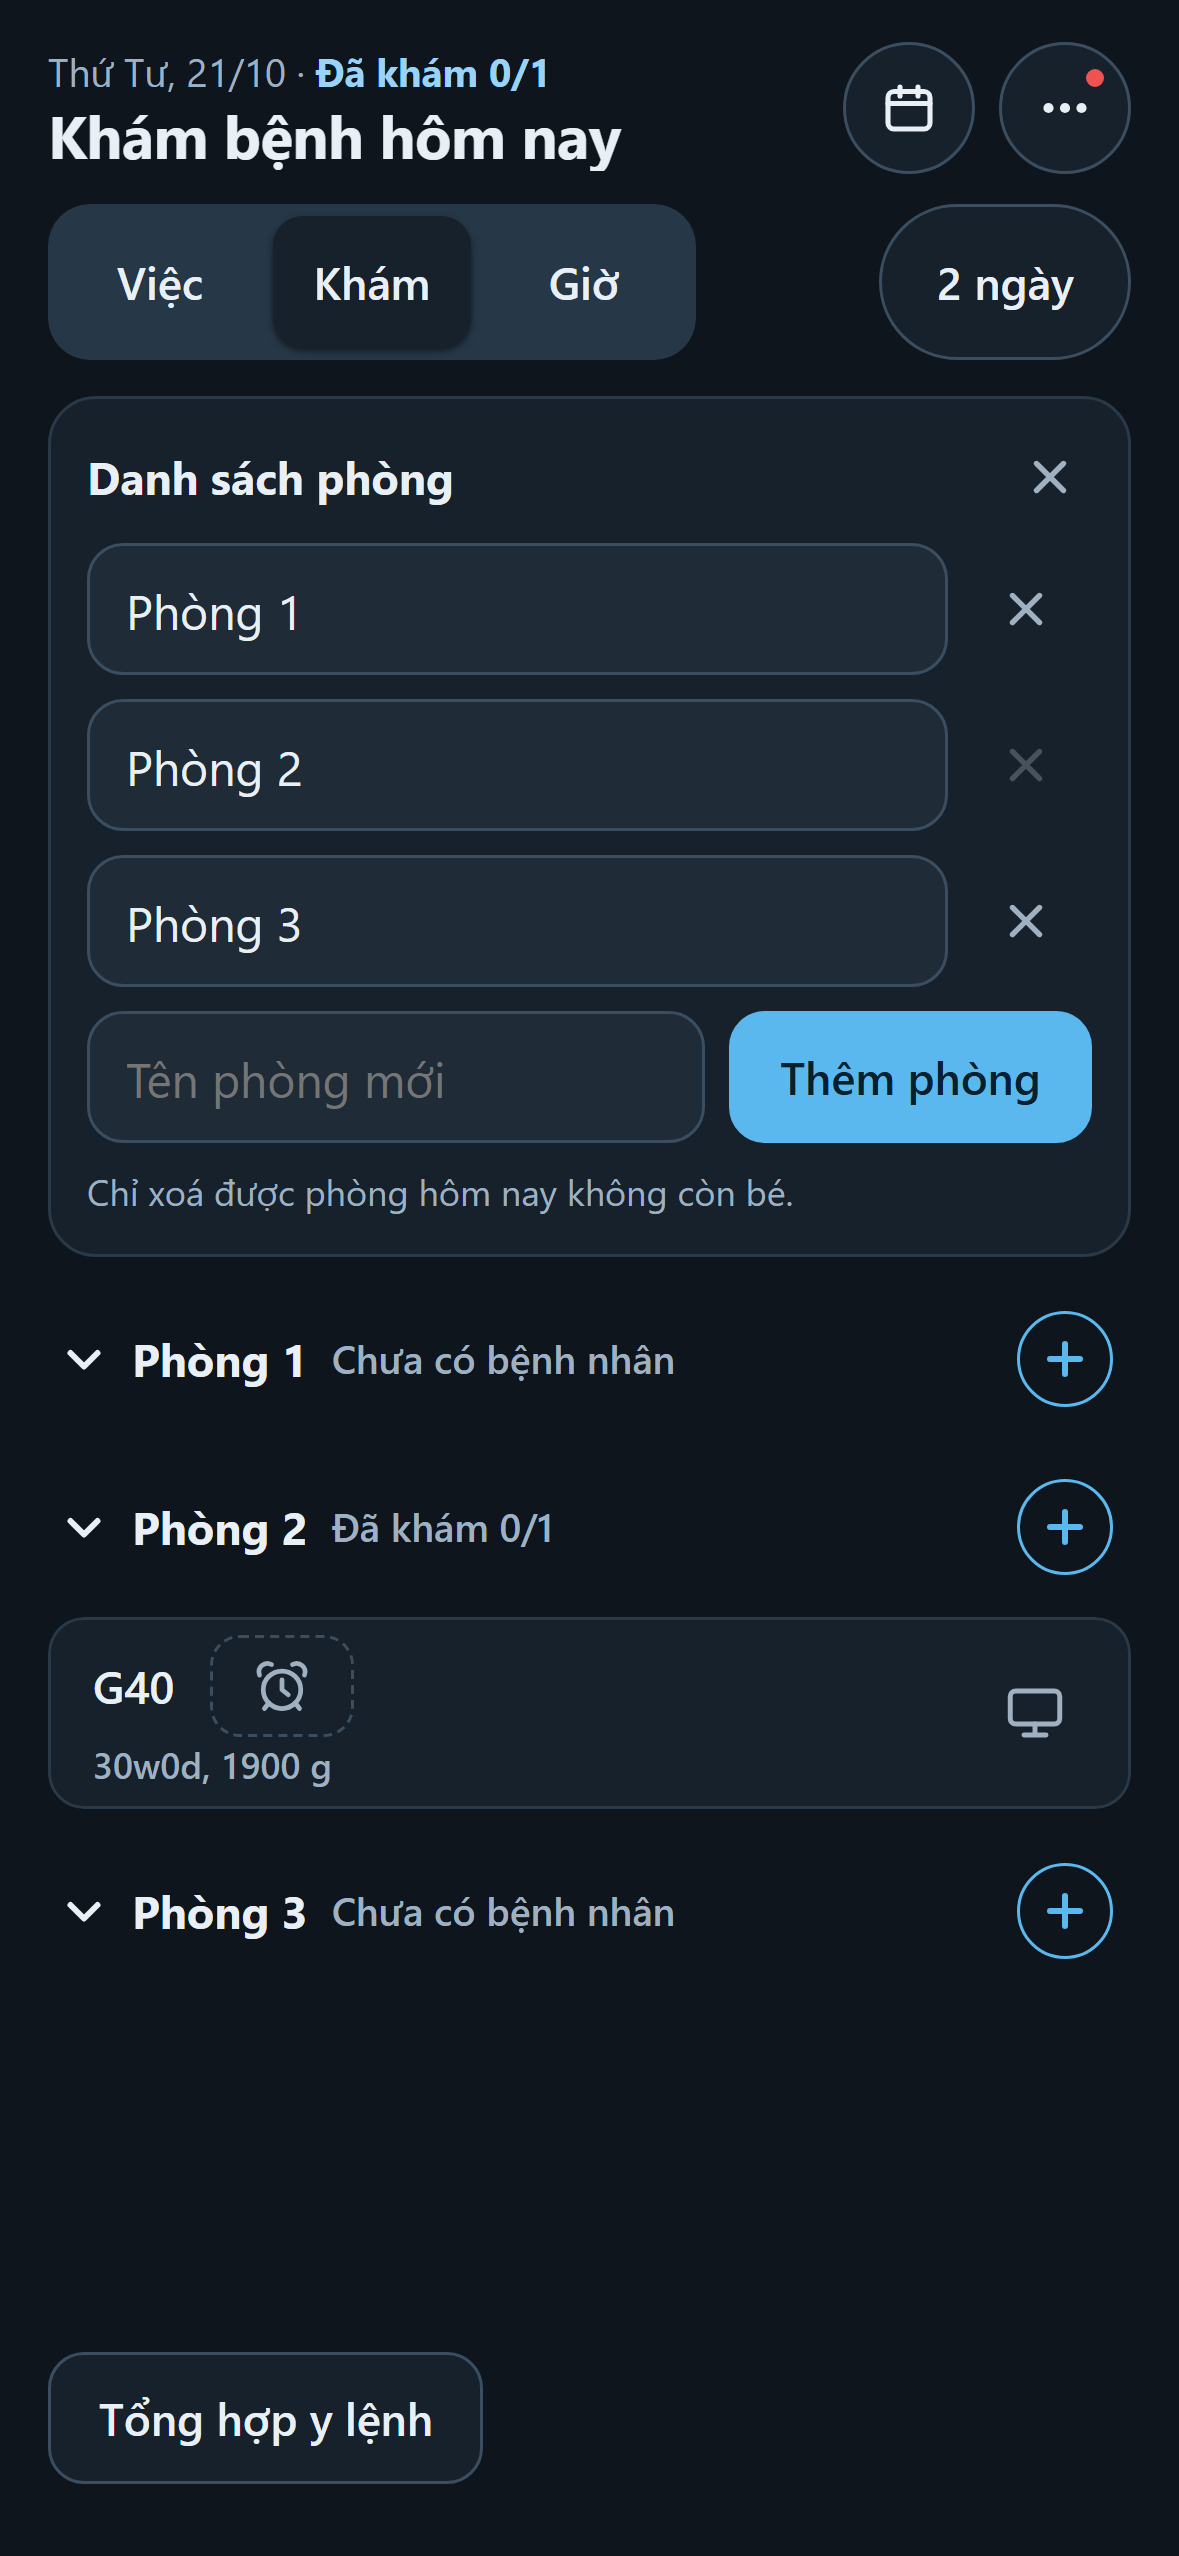 Thứ Tư, 21/10 · Đã khám 0/1
Khám bệnh hôm nay
Việc
Khám
Giờ
2 ngày
Danh sách phòng
Phòng 1
Phòng 2
Phòng 3
Tên phòng mới
Thêm phòng
Chỉ xoá được phòng hôm nay không còn bé.
Phòng 1 Chưa có bệnh nhân
Phòng 2 Đã khám 0/1
G40
30w0d, 1900 g
Phòng 3 Chưa có bệnh nhân
Tổng hợp y lệnh